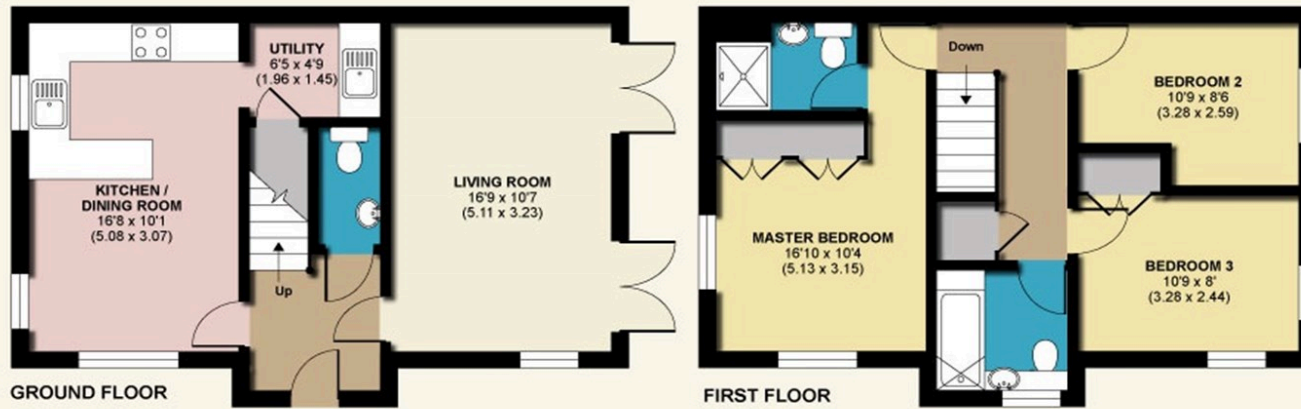 UTILITY
6'5 x 4'9
(1.96 x 1.45)
KITCHEN /
DINING ROOM
16'8 x 10'1
(5.08 x 3.07)
LIVING ROOM
16'9 x 10'7
(5.11 x 3.23)
Up
GROUND FLOOR
Down
BEDROOM 2
10'9 x 8'6
(3.28 x 2.59)
MASTER BEDROOM
16'10 x 10'4
(5.13 x 3.15)
BEDROOM 3
10'9 x 8'
(3.28 x 2.44)
FIRST FLOOR